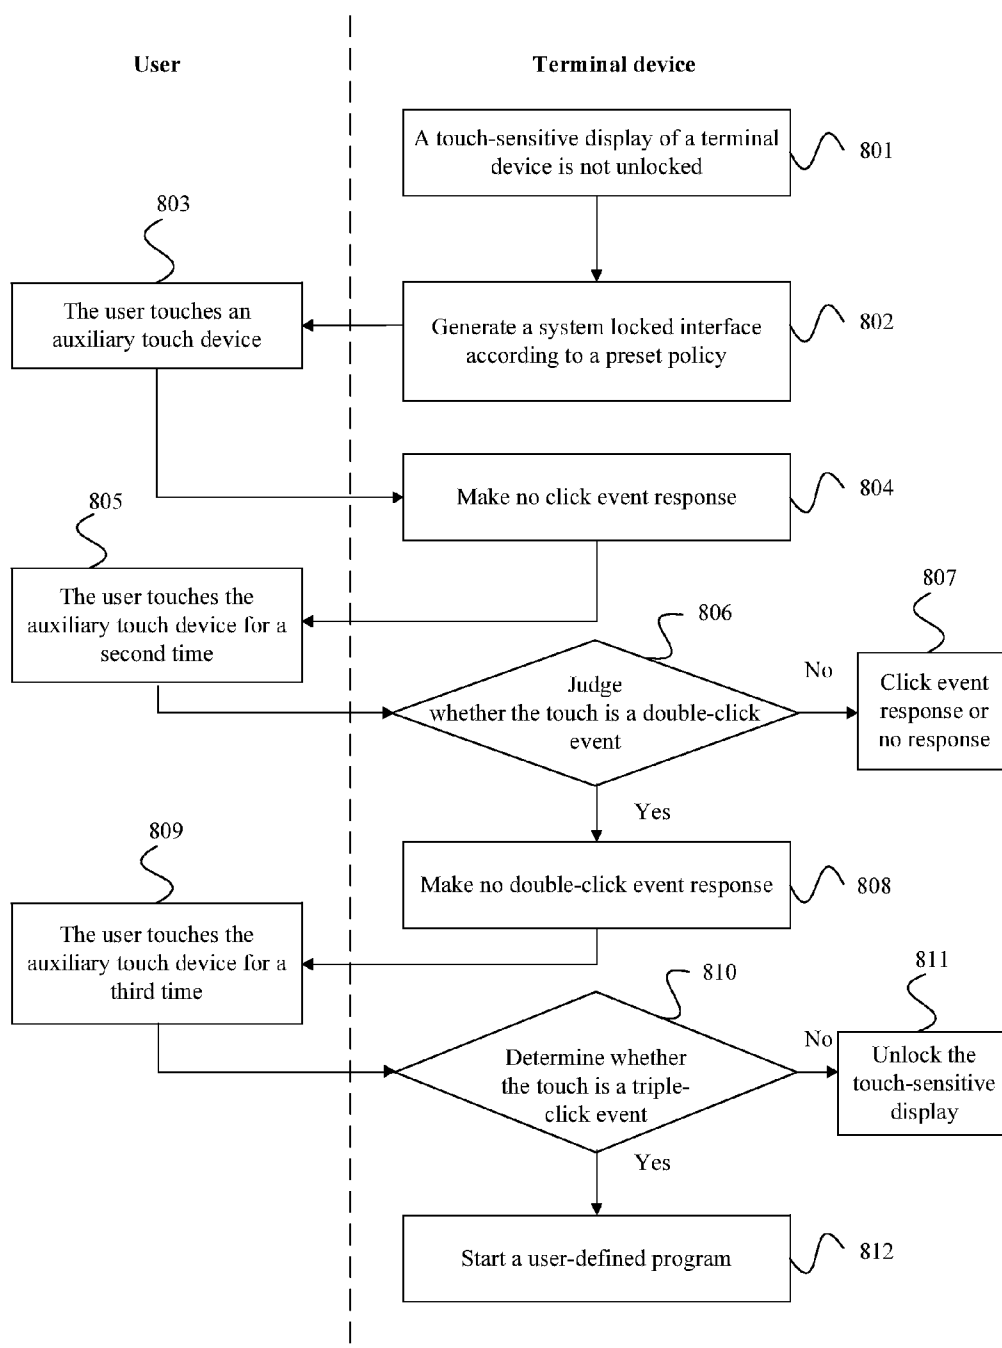 User
Terminal device
A touch-sensitive display of a terminal
device is not unlocked
801
803
The user touches an
auxiliary touch device
Generate a system locked interface
according to a preset policy
802
Make no click event response
804
805
The user touches the
auxiliary touch device for a
second time
806
Judge
whether the touch is a double-click
event
No
807
Click event
response or
no response
Yes
Make no double-click event response
808
809
The user touches the
auxiliary touch device for a
third time
810
Determine whether
the touch is a triple-
click event
No
811
Unlock the
touch-sensitive
display
Yes
Start a user-defined program
812